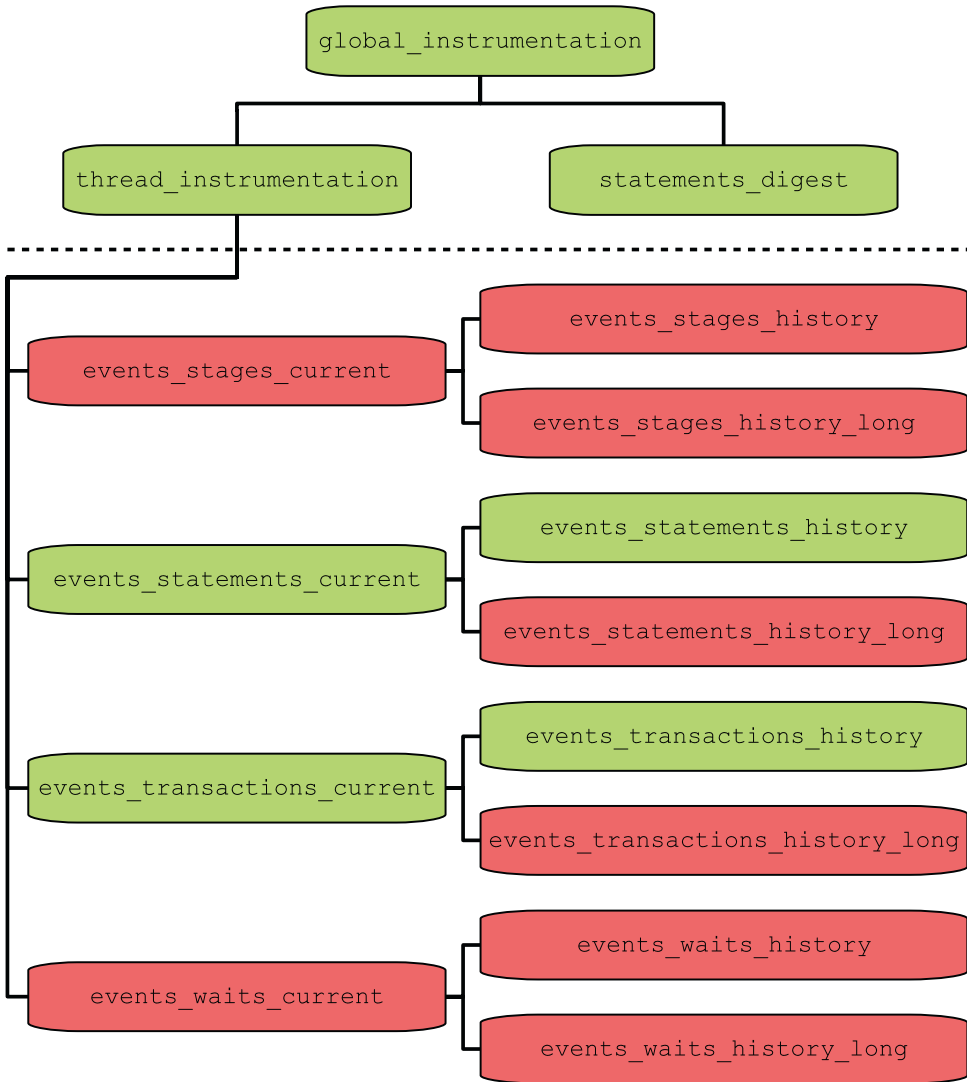 global_instrumentation
thread_instrumentation
statements_digest
events_stages_current
events_stages_history
events_stages_history_long
events_statements_current
events_statements_history
events_statements_history_long
events_transactions_current
events_transactions_history
events_transactions_history_long
events_waits_current
events_waits_history
events_waits_history_long